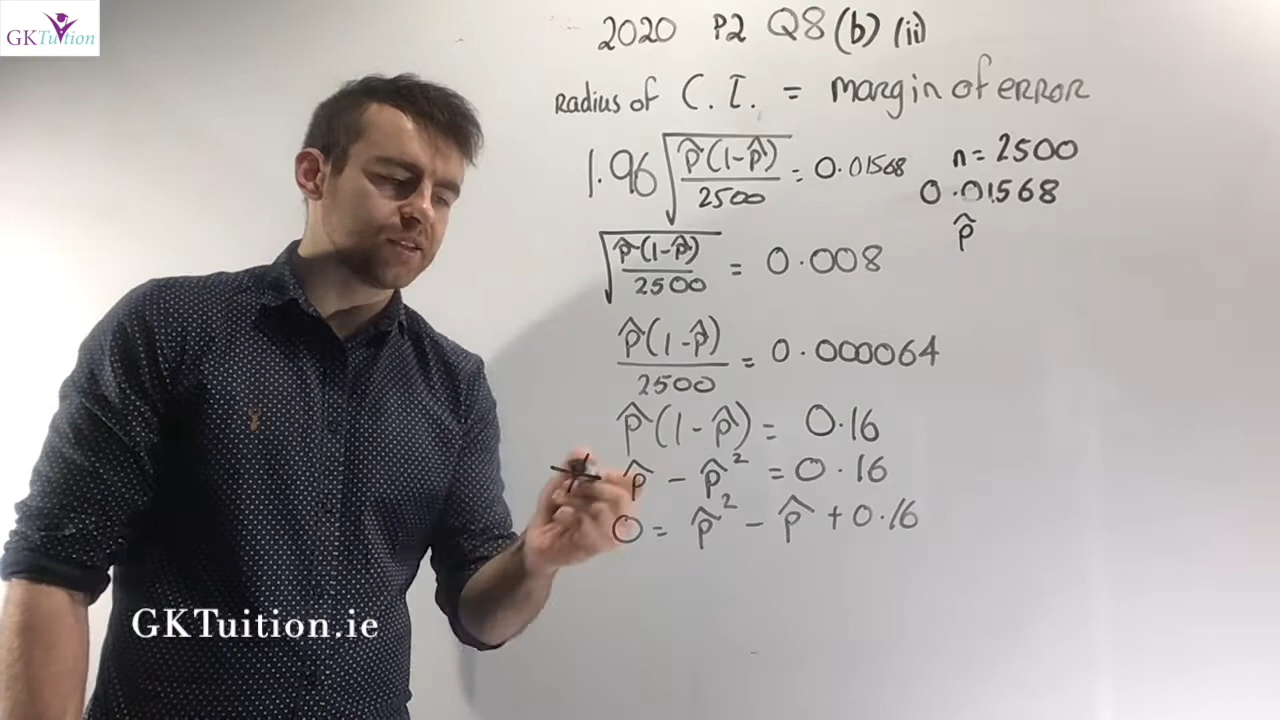 GKTuition
2020 P2 Q8 (b) (ii)
Radius of C.I. = margin of error
1.96 √(p̂(1-p̂)/2500) = 0.01568
n = 2500
0.01568
p̂
√(p̂(1-p̂)/2500) = 0.008
p̂(1-p̂)/2500 = 0.000064
p̂(1-p̂) = 0.16
p̂ - p̂² = 0.16
0 = p̂² - p̂ + 0.16
GKTuition.ie